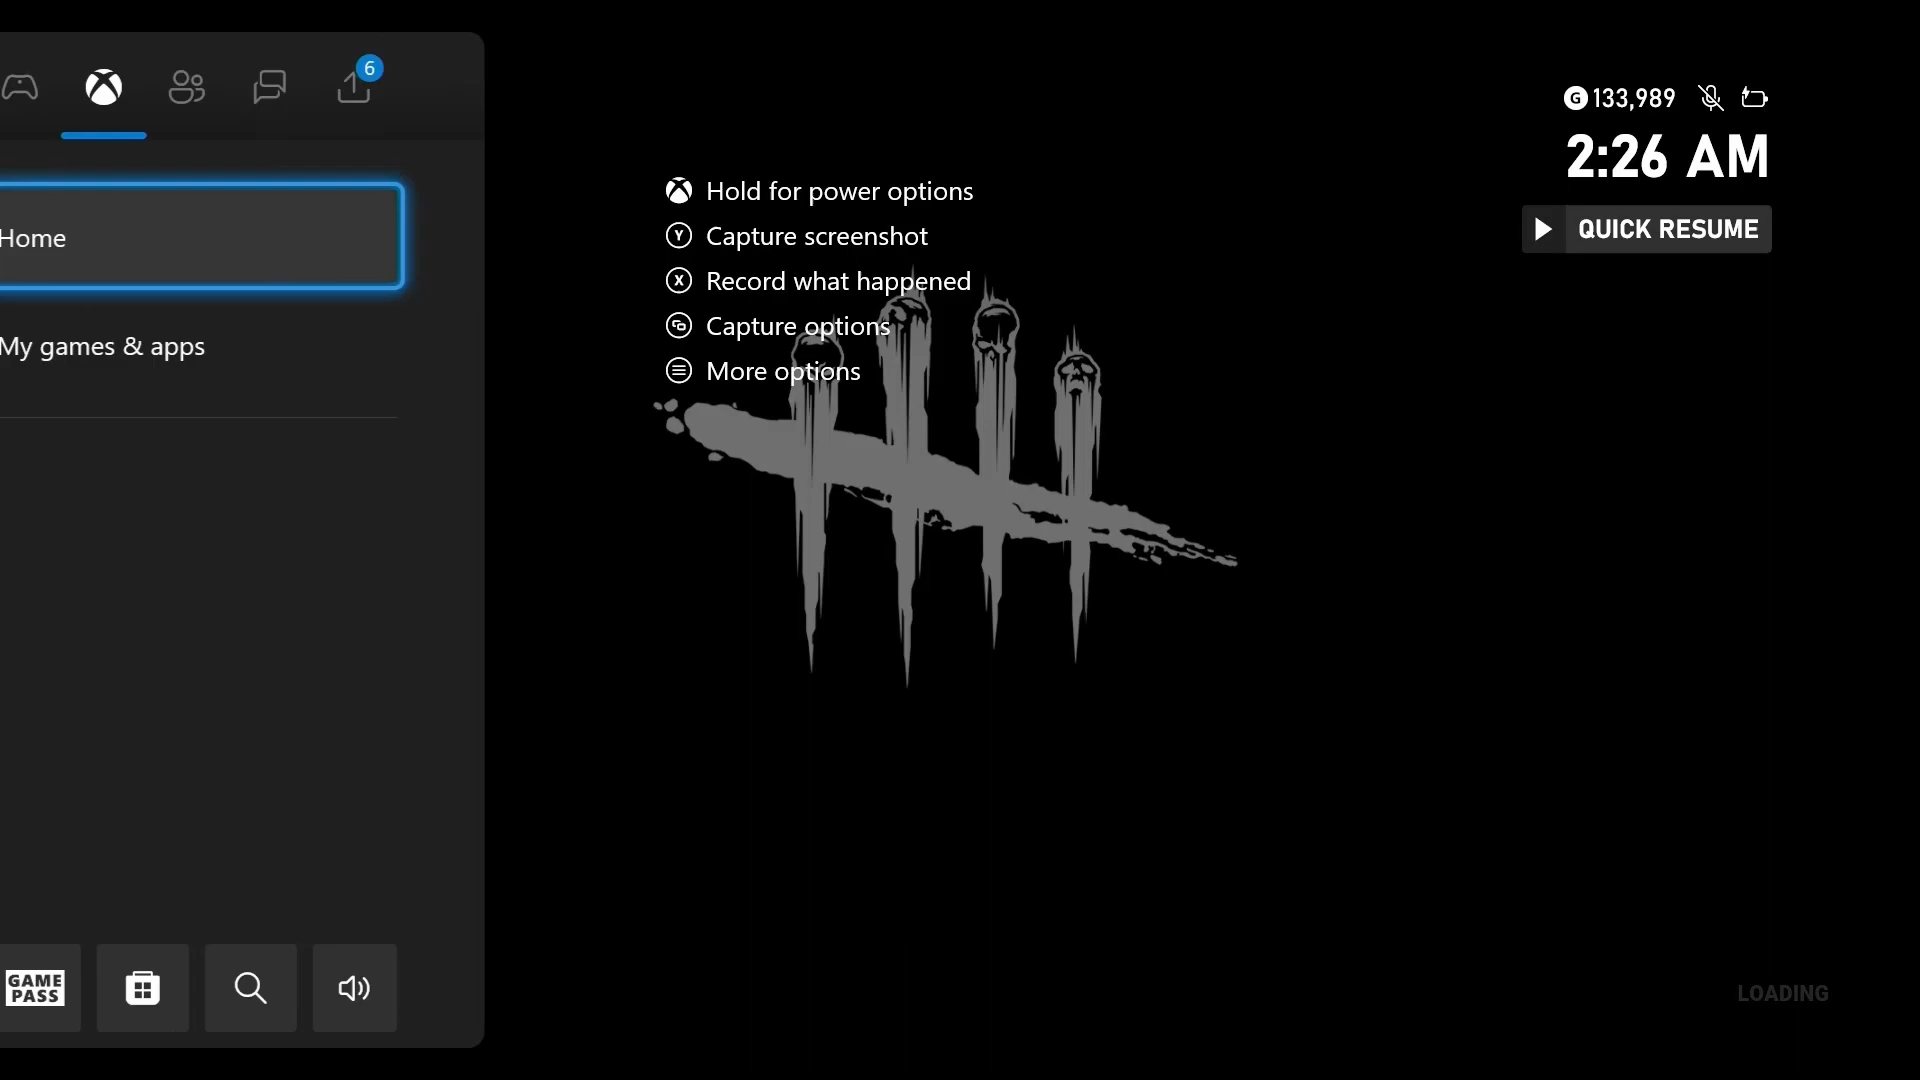 6
Home
My games & apps
GAME
PASS
Hold for power options
Y Capture screenshot
X Record what happened
Capture options
More options
G 133,989
2:26 AM
QUICK RESUME
LOADING